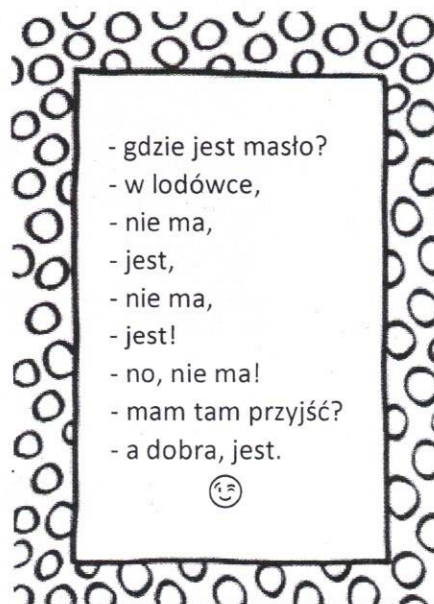 - gdzie jest masło?
- w lodówce,
- nie ma,
- jest,
- nie ma,
- jest!
- no, nie ma!
- mam tam przyjść?
- a dobra, jest.